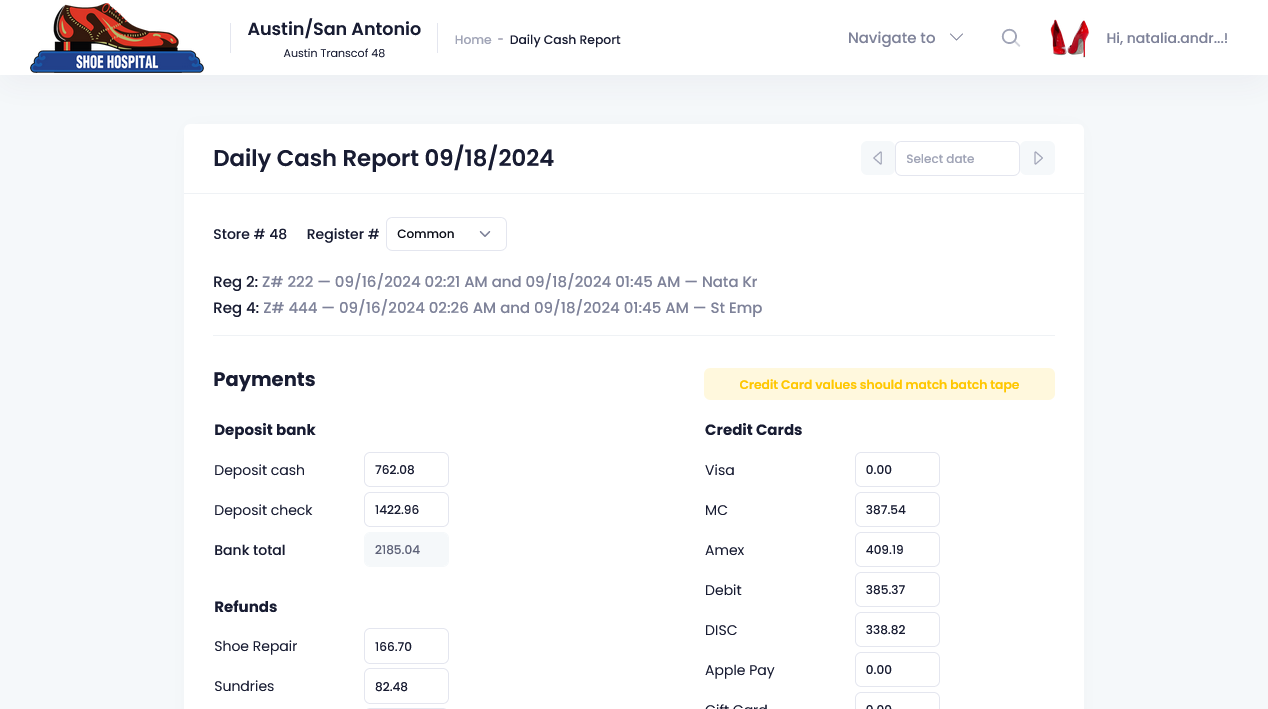 SHOE HOSPITAL
Austin/San Antonio
Austin Transcof 48
Home - Daily Cash Report
Navigate to
Hi, natalia.andr...!
Daily Cash Report 09/18/2024
Select date
Store # 48 Register # Common
Reg 2: Z# 222 — 09/16/2024 02:21 AM and 09/18/2024 01:45 AM — Nata Kr
Reg 4: Z# 444 — 09/16/2024 02:26 AM and 09/18/2024 01:45 AM — St Emp
Payments
Credit Card values should match batch tape
Deposit bank
Deposit cash 762.08
Deposit check 1422.96
Bank total 2185.04
Refunds
Shoe Repair 166.70
Sundries 82.48
Credit Cards
Visa 0.00
MC 387.54
Amex 409.19
Debit 385.37
DISC 338.82
Apple Pay 0.00
Gift Card 0.00